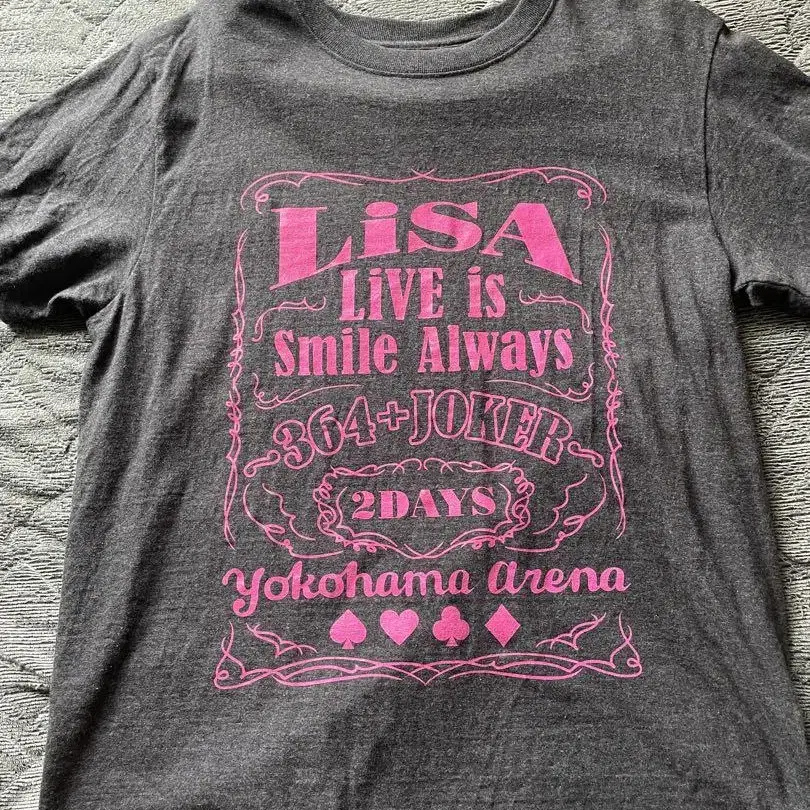 LiSA
LiVE is
Smile Always
364+JOKER
2DAYS
Yokohama Arena